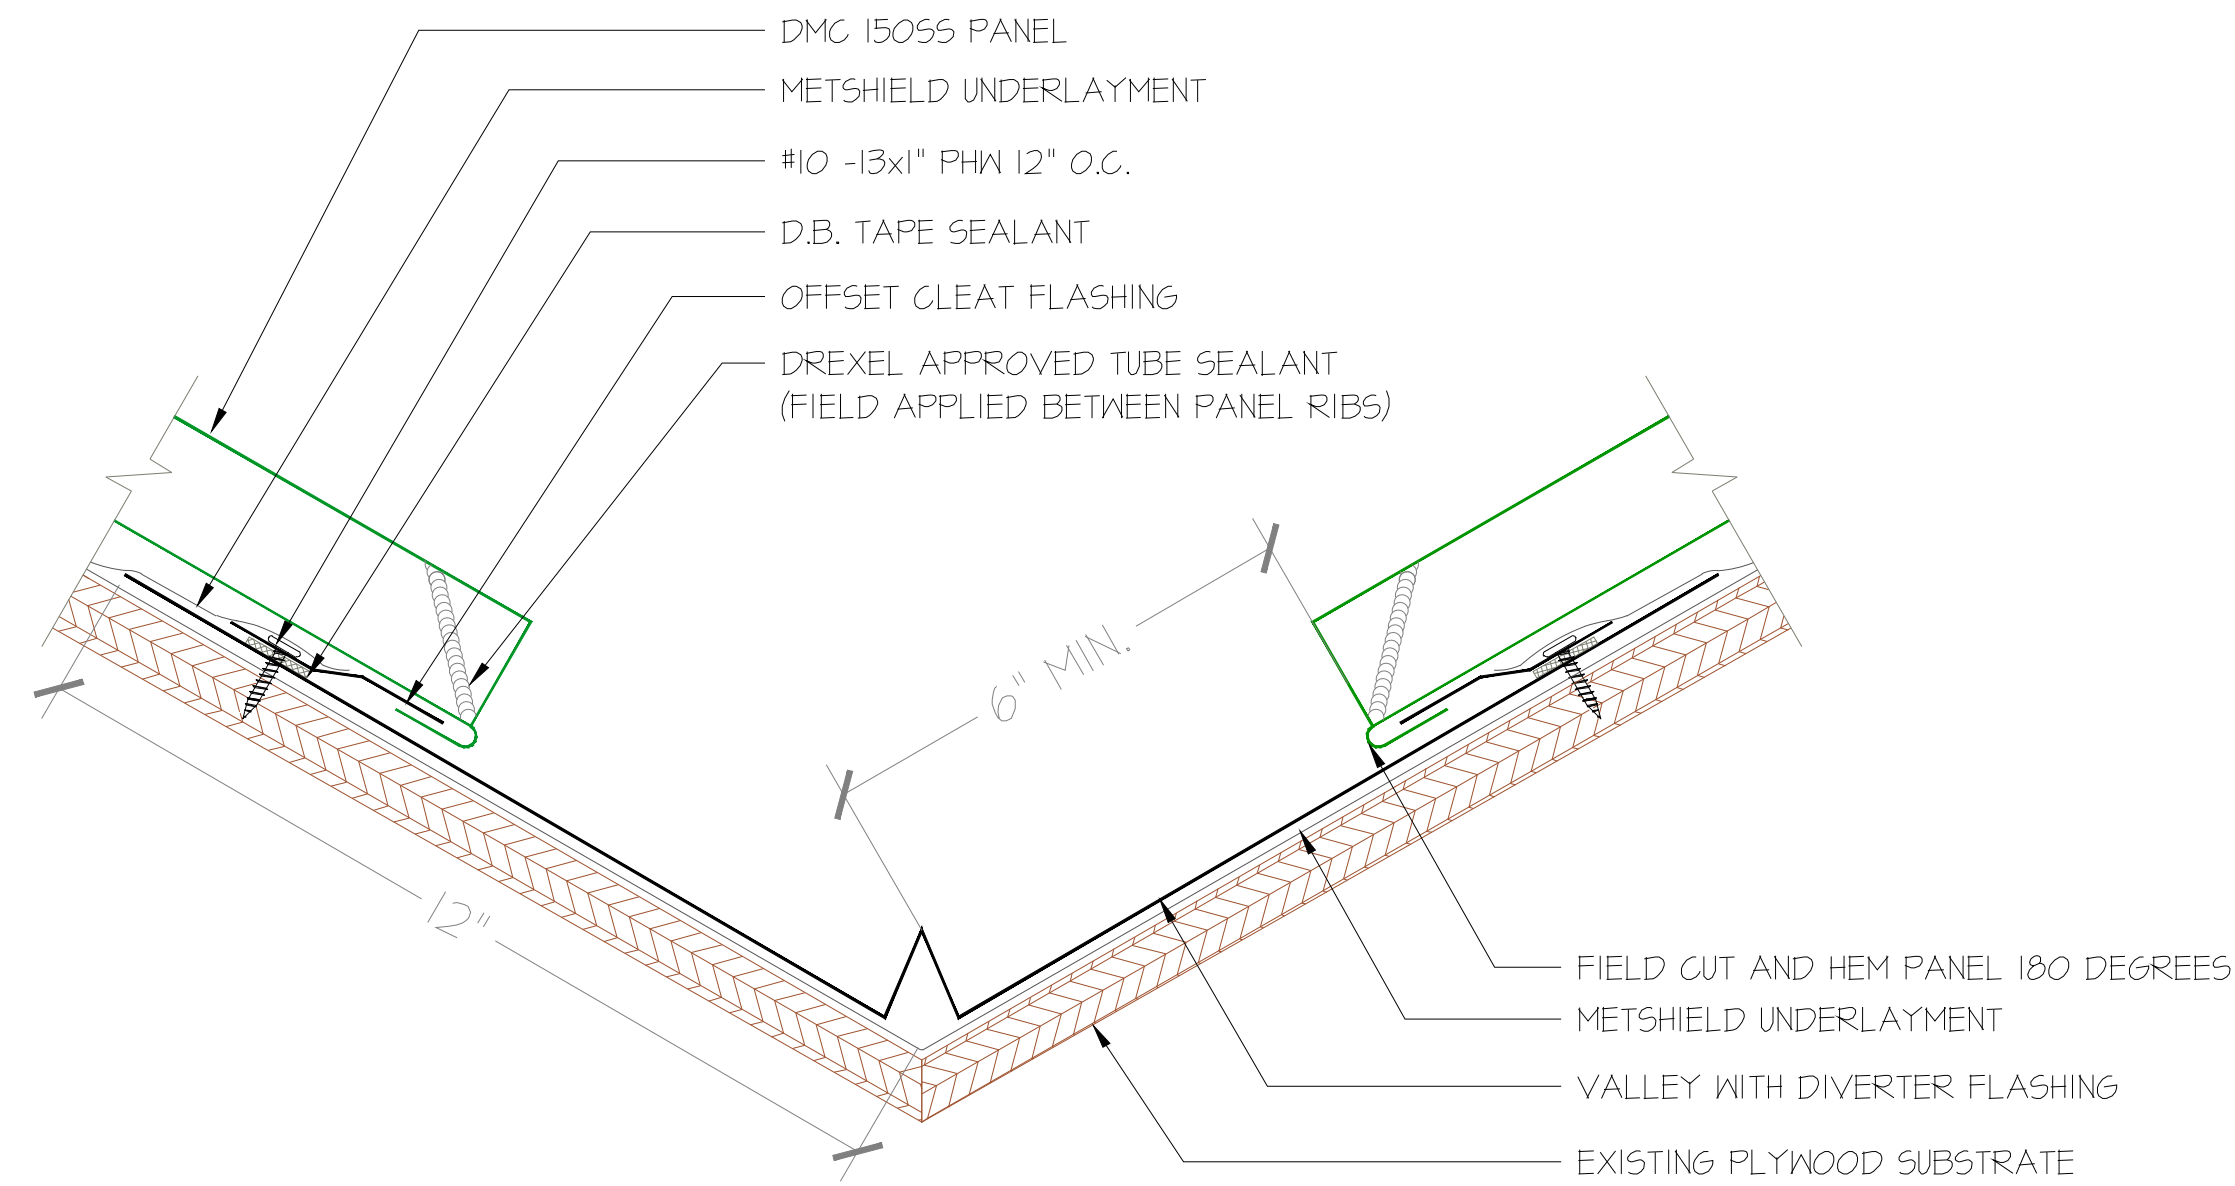 DMC 150SS PANEL
METSHIELD UNDERLAYMENT
#10 -13x1" PHW 12" O.C.
D.B. TAPE SEALANT
OFFSET CLEAT FLASHING
DREXEL APPROVED TUBE SEALANT
(FIELD APPLIED BETWEEN PANEL RIBS)
6" MIN.
12"
FIELD CUT AND HEM PANEL 180 DEGREES
METSHIELD UNDERLAYMENT
VALLEY WITH DIVERTER FLASHING
EXISTING PLYWOOD SUBSTRATE